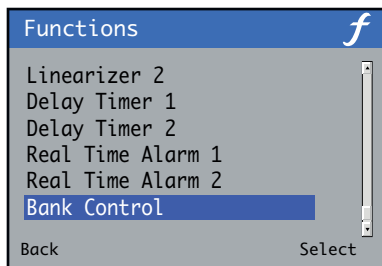 Functions f
Linearizer 2
Delay Timer 1
Delay Timer 2
Real Time Alarm 1
Real Time Alarm 2
Bank Control
Back Select